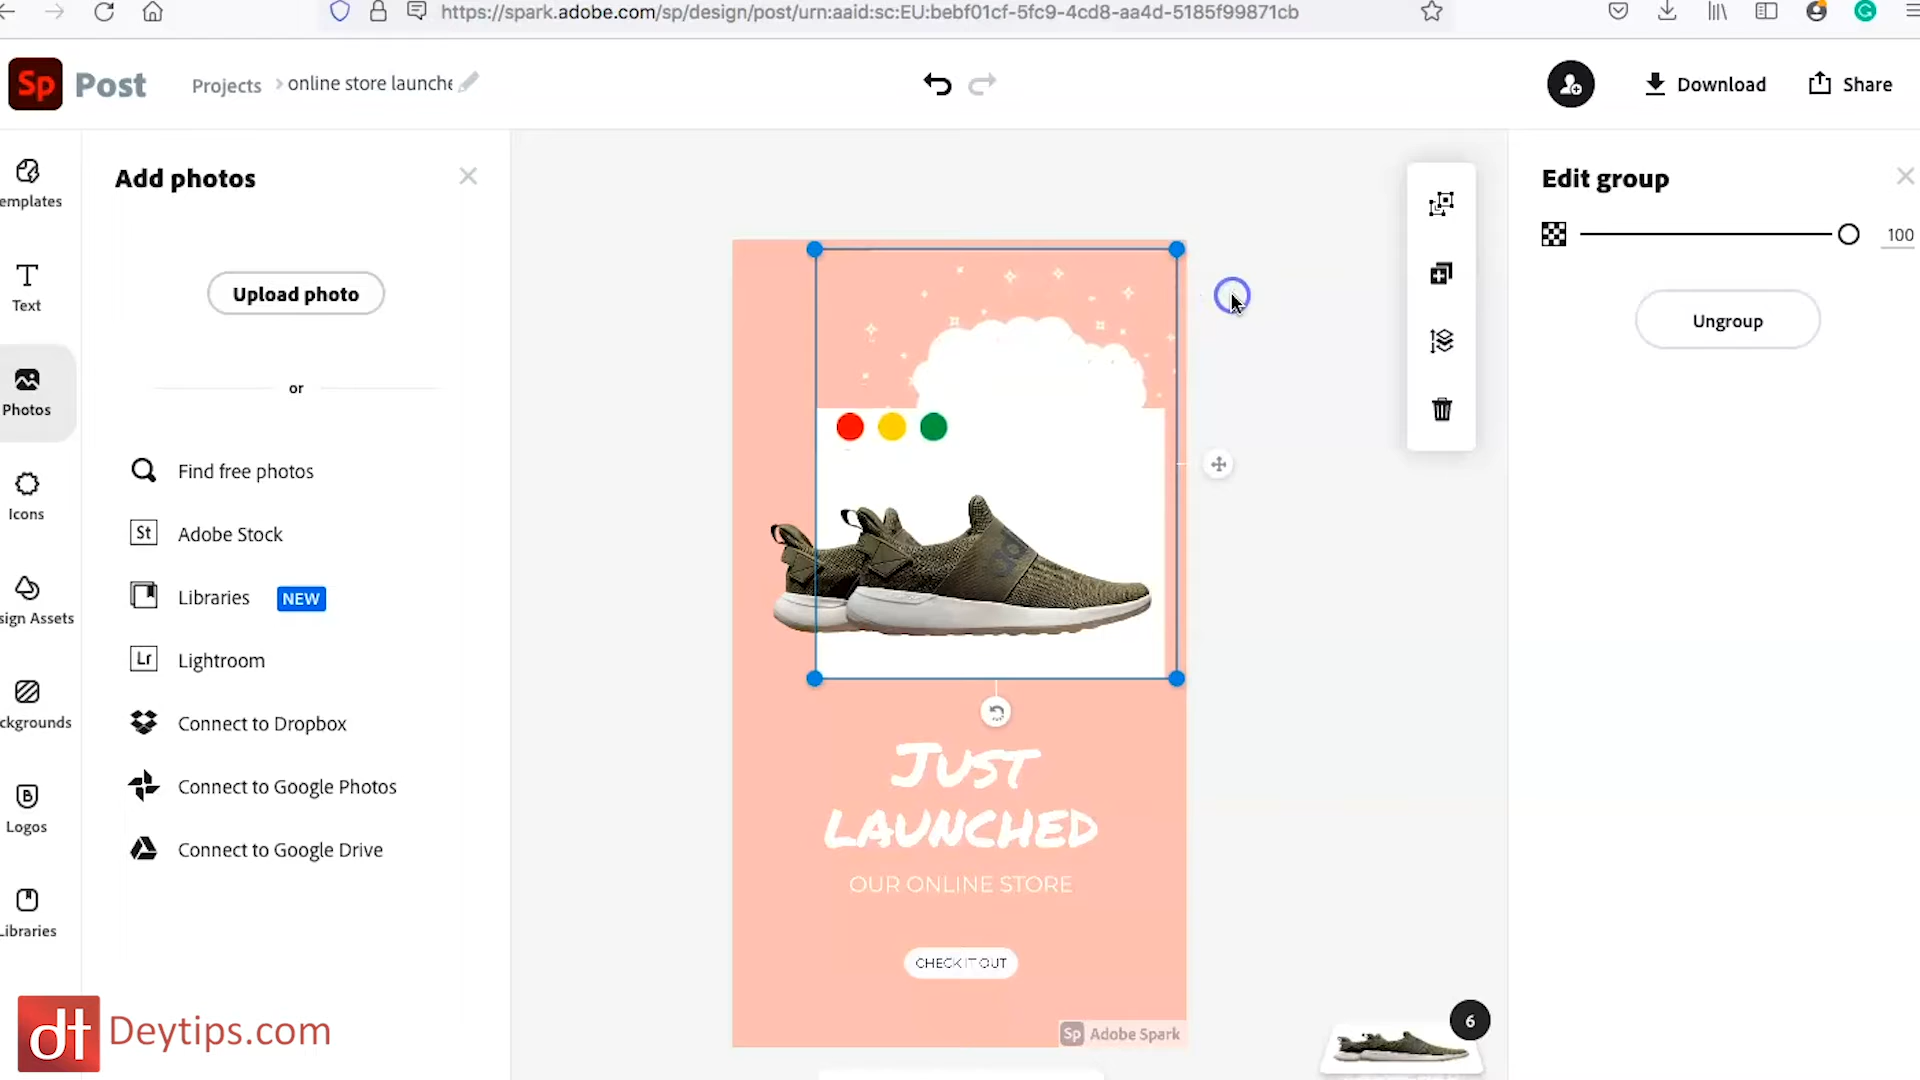 https://spark.adobe.com/sp/design/post/urn:aaid:sc:EU:bebf01cf-5fc9-4cd8-aa4d-5185f99871cb
Sp Post
Projects
online store launche
Download
Share
emplates
Text
Photos
Icons
sign Assets
ckgrounds
Logos
Libraries
Add photos
Upload photo
or
Find free photos
St Adobe Stock
Libraries NEW
Lr Lightroom
Connect to Dropbox
Connect to Google Photos
Connect to Google Drive
adi
JUST
LAUNCHED
OUR ONLINE STORE
CHECK IT OUT
Sp Adobe Spark
Edit group
100
Ungroup
6
dt Deytips.com